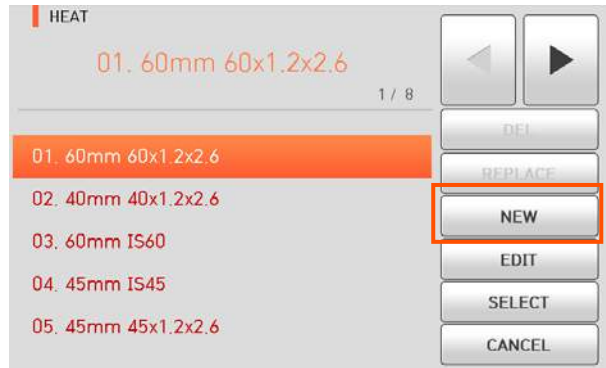 HEAT
01. 60mm 60x1.2x2.6
1 / 8
01. 60mm 60x1.2x2.6
02. 40mm 40x1.2x2.6
03. 60mm IS60
04. 45mm IS45
05. 45mm 45x1.2x2.6
DEL
REPLACE
NEW
EDIT
SELECT
CANCEL